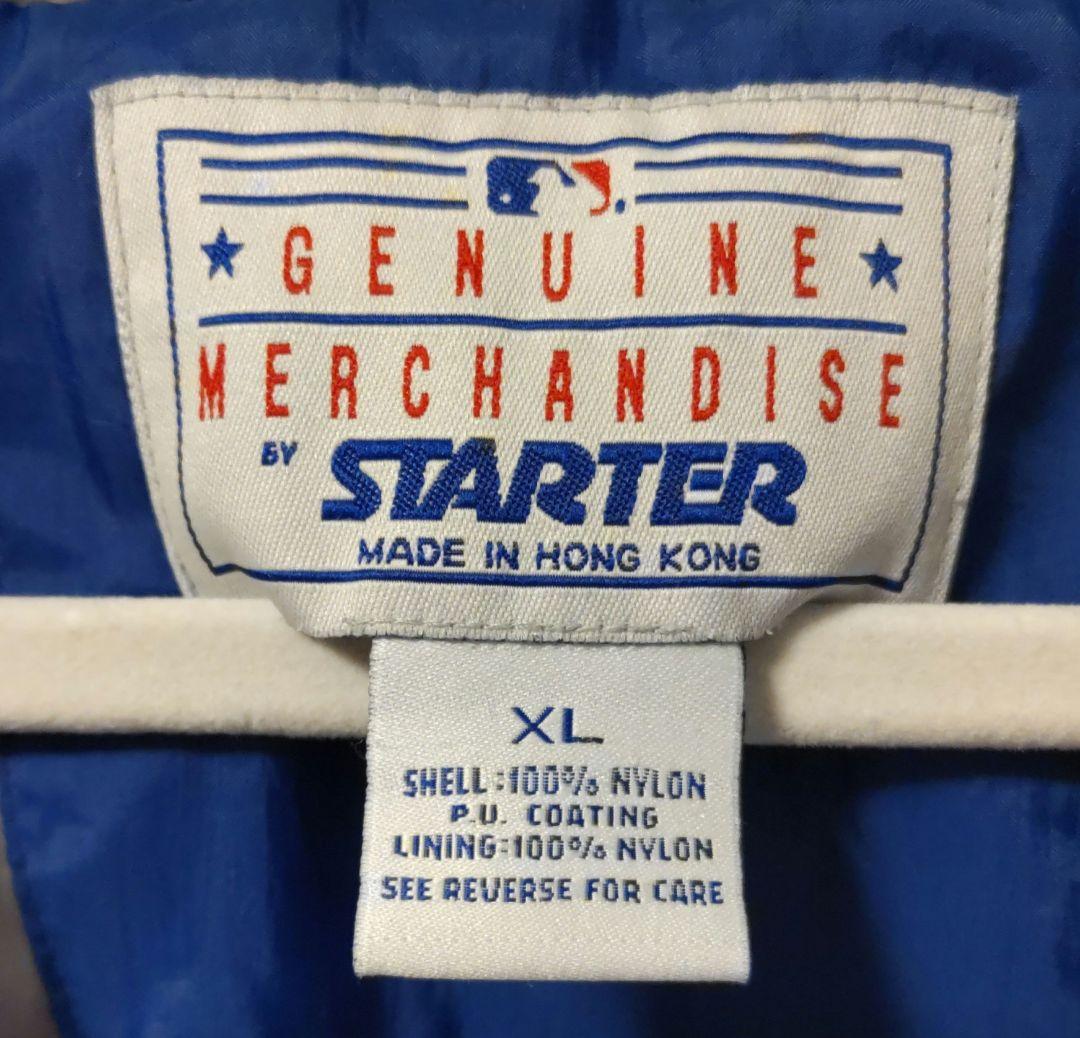 GENUINE
MERCHANDISE
BY STARTER
MADE IN HONG KONG
XL
SHELL:100% NYLON
P.U. COATING
LINING:100% NYLON
SEE REVERSE FOR CARE